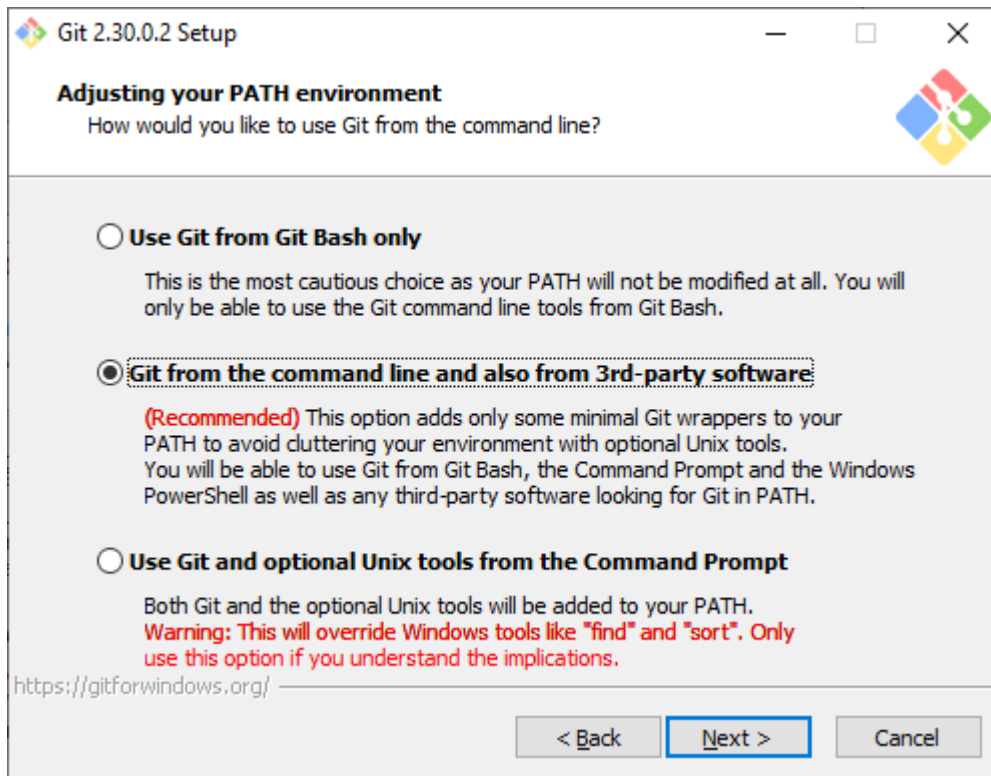 Git 2.30.0.2 Setup
Adjusting your PATH environment
How would you like to use Git from the command line?
Use Git from Git Bash only
This is the most cautious choice as your PATH will not be modified at all. You will
only be able to use the Git command line tools from Git Bash.
Git from the command line and also from 3rd-party software
(Recommended) This option adds only some minimal Git wrappers to your
PATH to avoid cluttering your environment with optional Unix tools.
You will be able to use Git from Git Bash, the Command Prompt and the Windows
PowerShell as well as any third-party software looking for Git in PATH.
Use Git and optional Unix tools from the Command Prompt
Both Git and the optional Unix tools will be added to your PATH.
Warning: This will override Windows tools like "find" and "sort". Only
use this option if you understand the implications.
https://gitforwindows.org/
< Back Next > Cancel